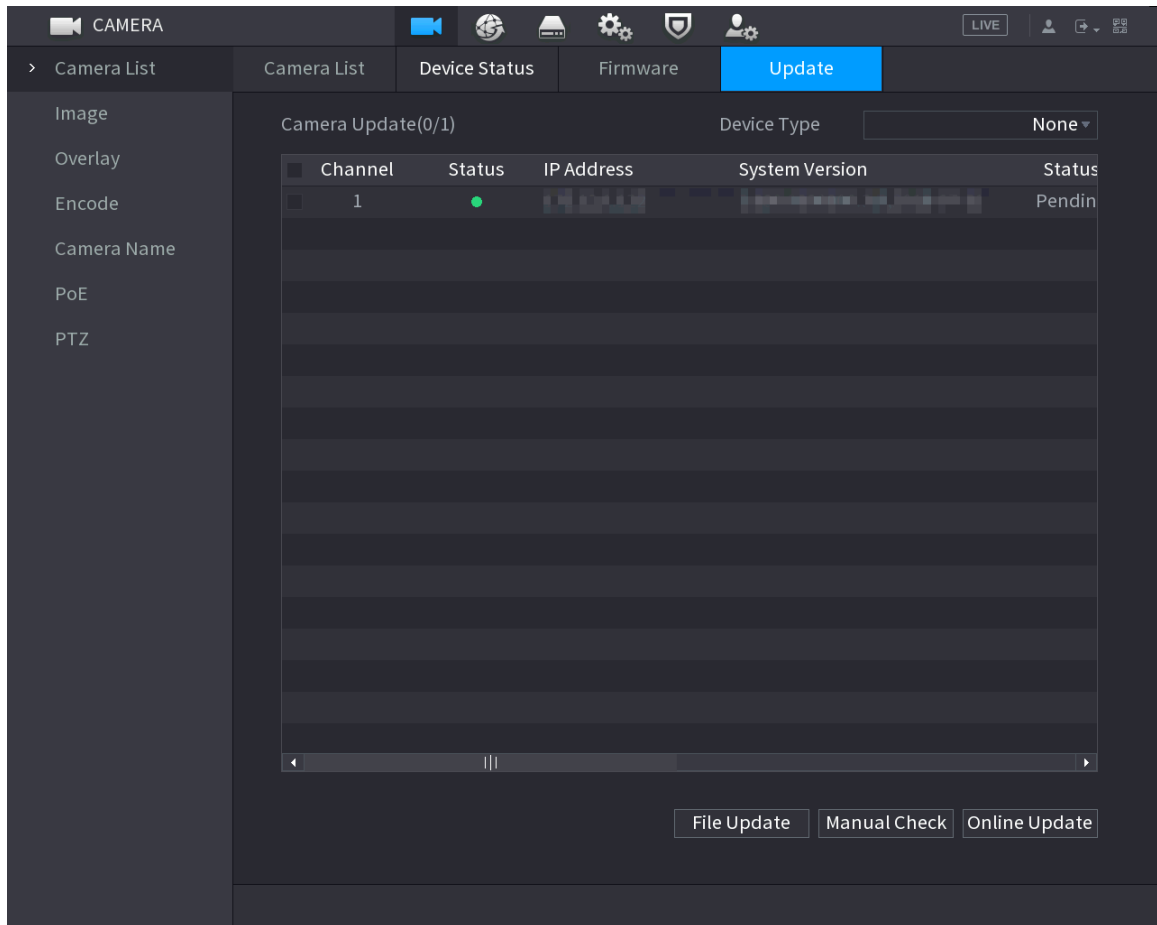 CAMERA LIVE
Camera List Camera List Device Status Firmware Update
Image
Camera Update(0/1) Device Type None
Overlay
Channel Status IP Address System Version Status
Encode
1 Pendin
Camera Name
PoE
PTZ
File Update Manual Check Online Update